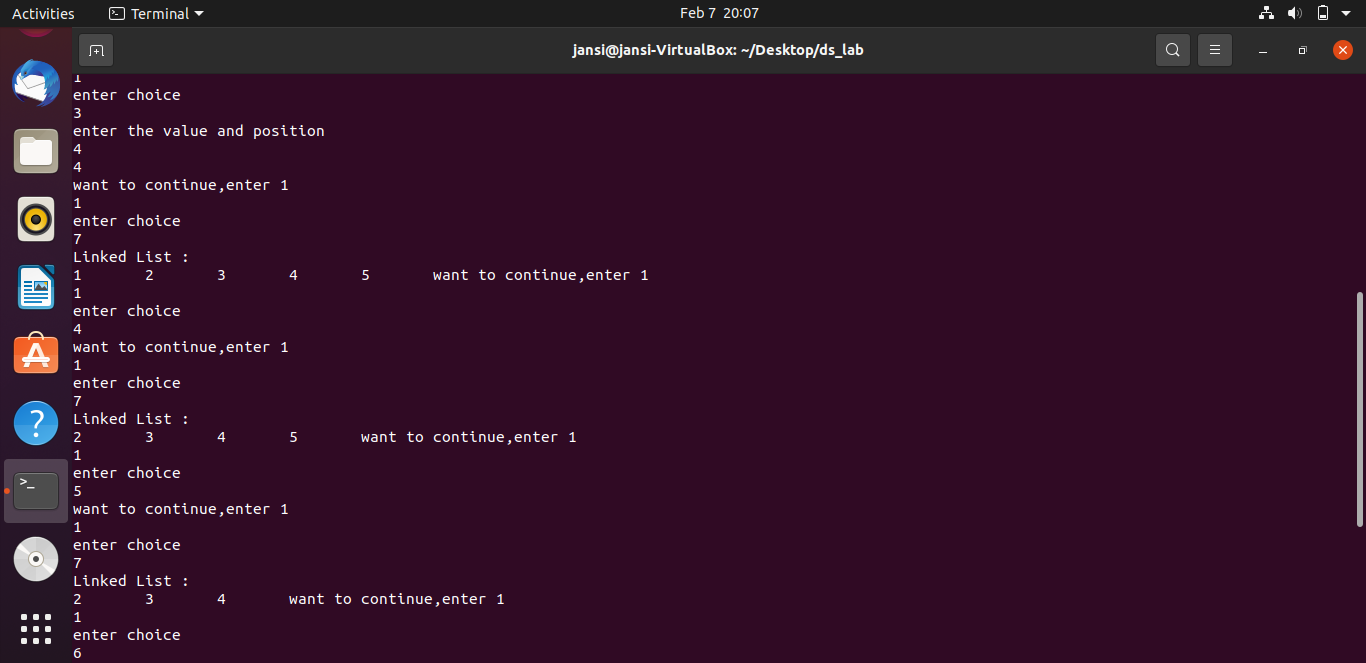 Activities Terminal Feb 7 20:07
jansi@jansi-VirtualBox: ~/Desktop/ds_lab
1
enter choice
3
enter the value and position
4
4
want to continue,enter 1
1
enter choice
7
Linked List :
1 2 3 4 5 want to continue,enter 1
1
enter choice
4
want to continue,enter 1
1
enter choice
7
Linked List :
2 3 4 5 want to continue,enter 1
1
enter choice
5
want to continue,enter 1
1
enter choice
7
Linked List :
2 3 4 want to continue,enter 1
1
enter choice
6